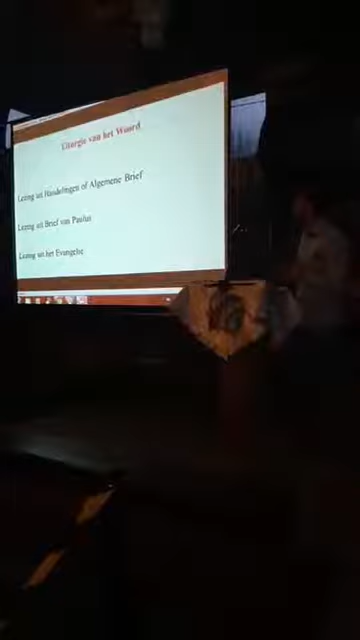 Liturgie van het Woord
Lezing uit Handelingen of Algemene Brief
Lezing uit Brief van Paulus
Lezing uit het Evangelie